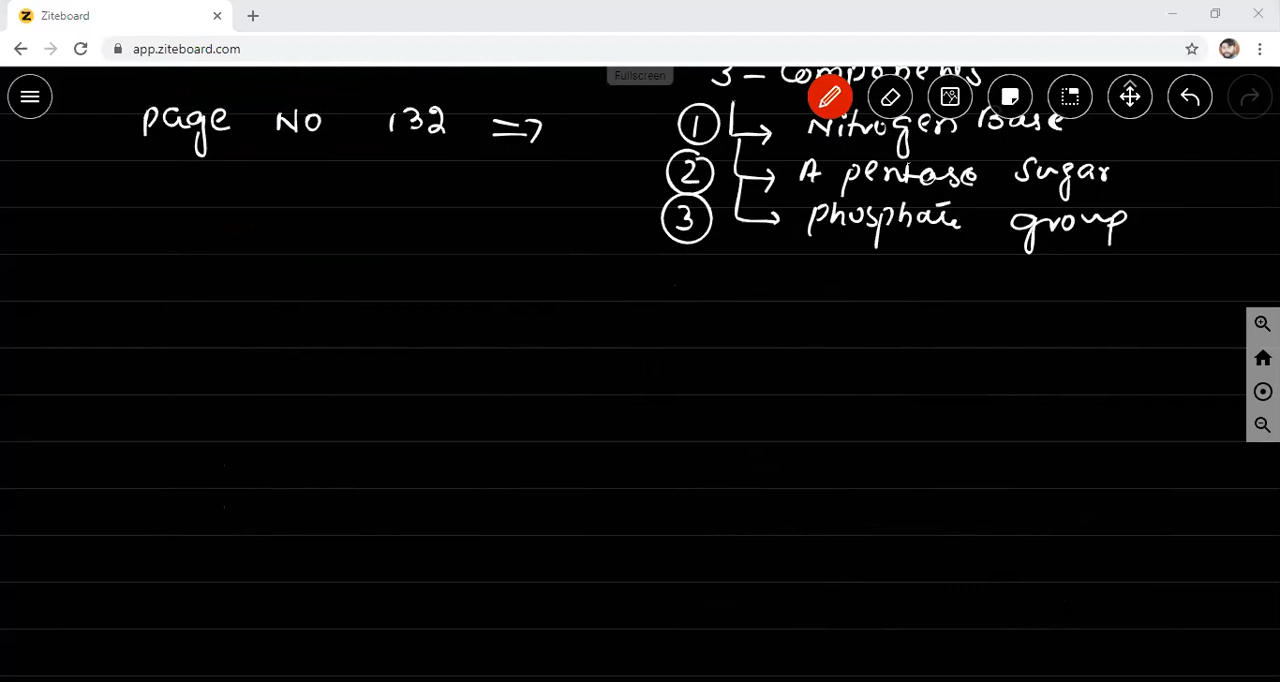 Ziteboard
app.ziteboard.com
Fullscreen
3 - Components
Page No 132 =>
1 Nitrogen Base
2 A pentose sugar
3 phosphate group